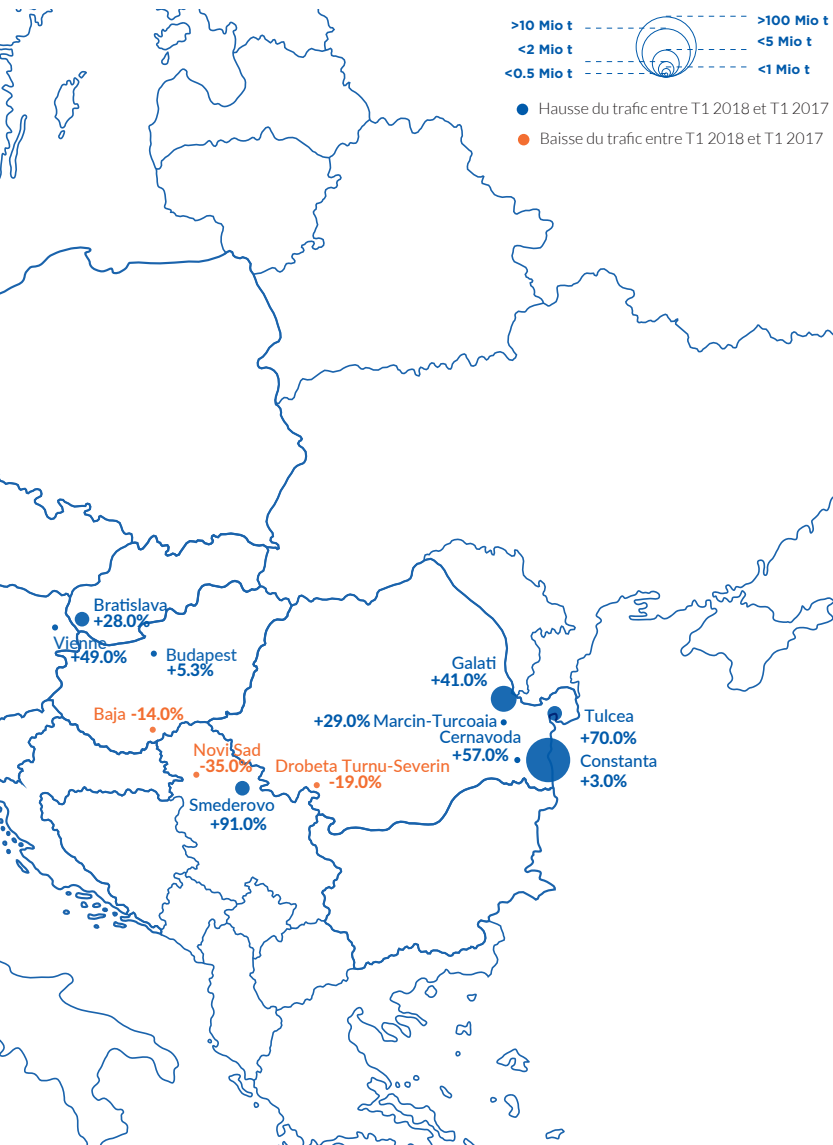 >10 Mio t
>100 Mio t
<2 Mio t
<5 Mio t
<0.5 Mio t
<1 Mio t
Hausse du trafic entre T1 2018 et T1 2017
Baisse du trafic entre T1 2018 et T1 2017
Bratislava
+28.0%
Vienne
+49.0%
Budapest
+5.3%
Galati
+41.0%
Baja -14.0%
+29.0% Marcin-Turcoaia
Tulcea
+70.0%
Cernavoda
+57.0%
Novi Sad
-35.0%
Constanta
+3.0%
Drobeta Turnu-Severin
-19.0%
Smederovo
+91.0%